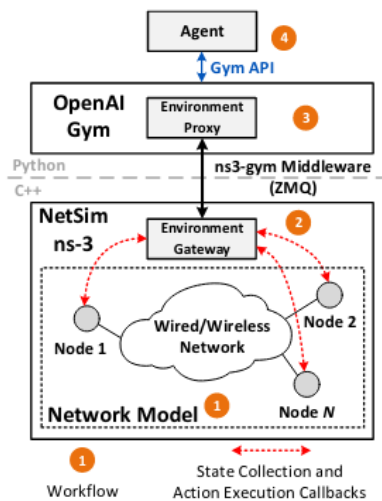 Agent
4
Gym API
OpenAI
Gym
Environment
Proxy
3
Python
ns3-gym Middleware
C++
(ZMQ)
NetSim
ns-3
Environment
Gateway
2
Wired/Wireless
Network
Node 1
Node 2
Node N
Network Model
1
1
Workflow
State Collection and
Action Execution Callbacks